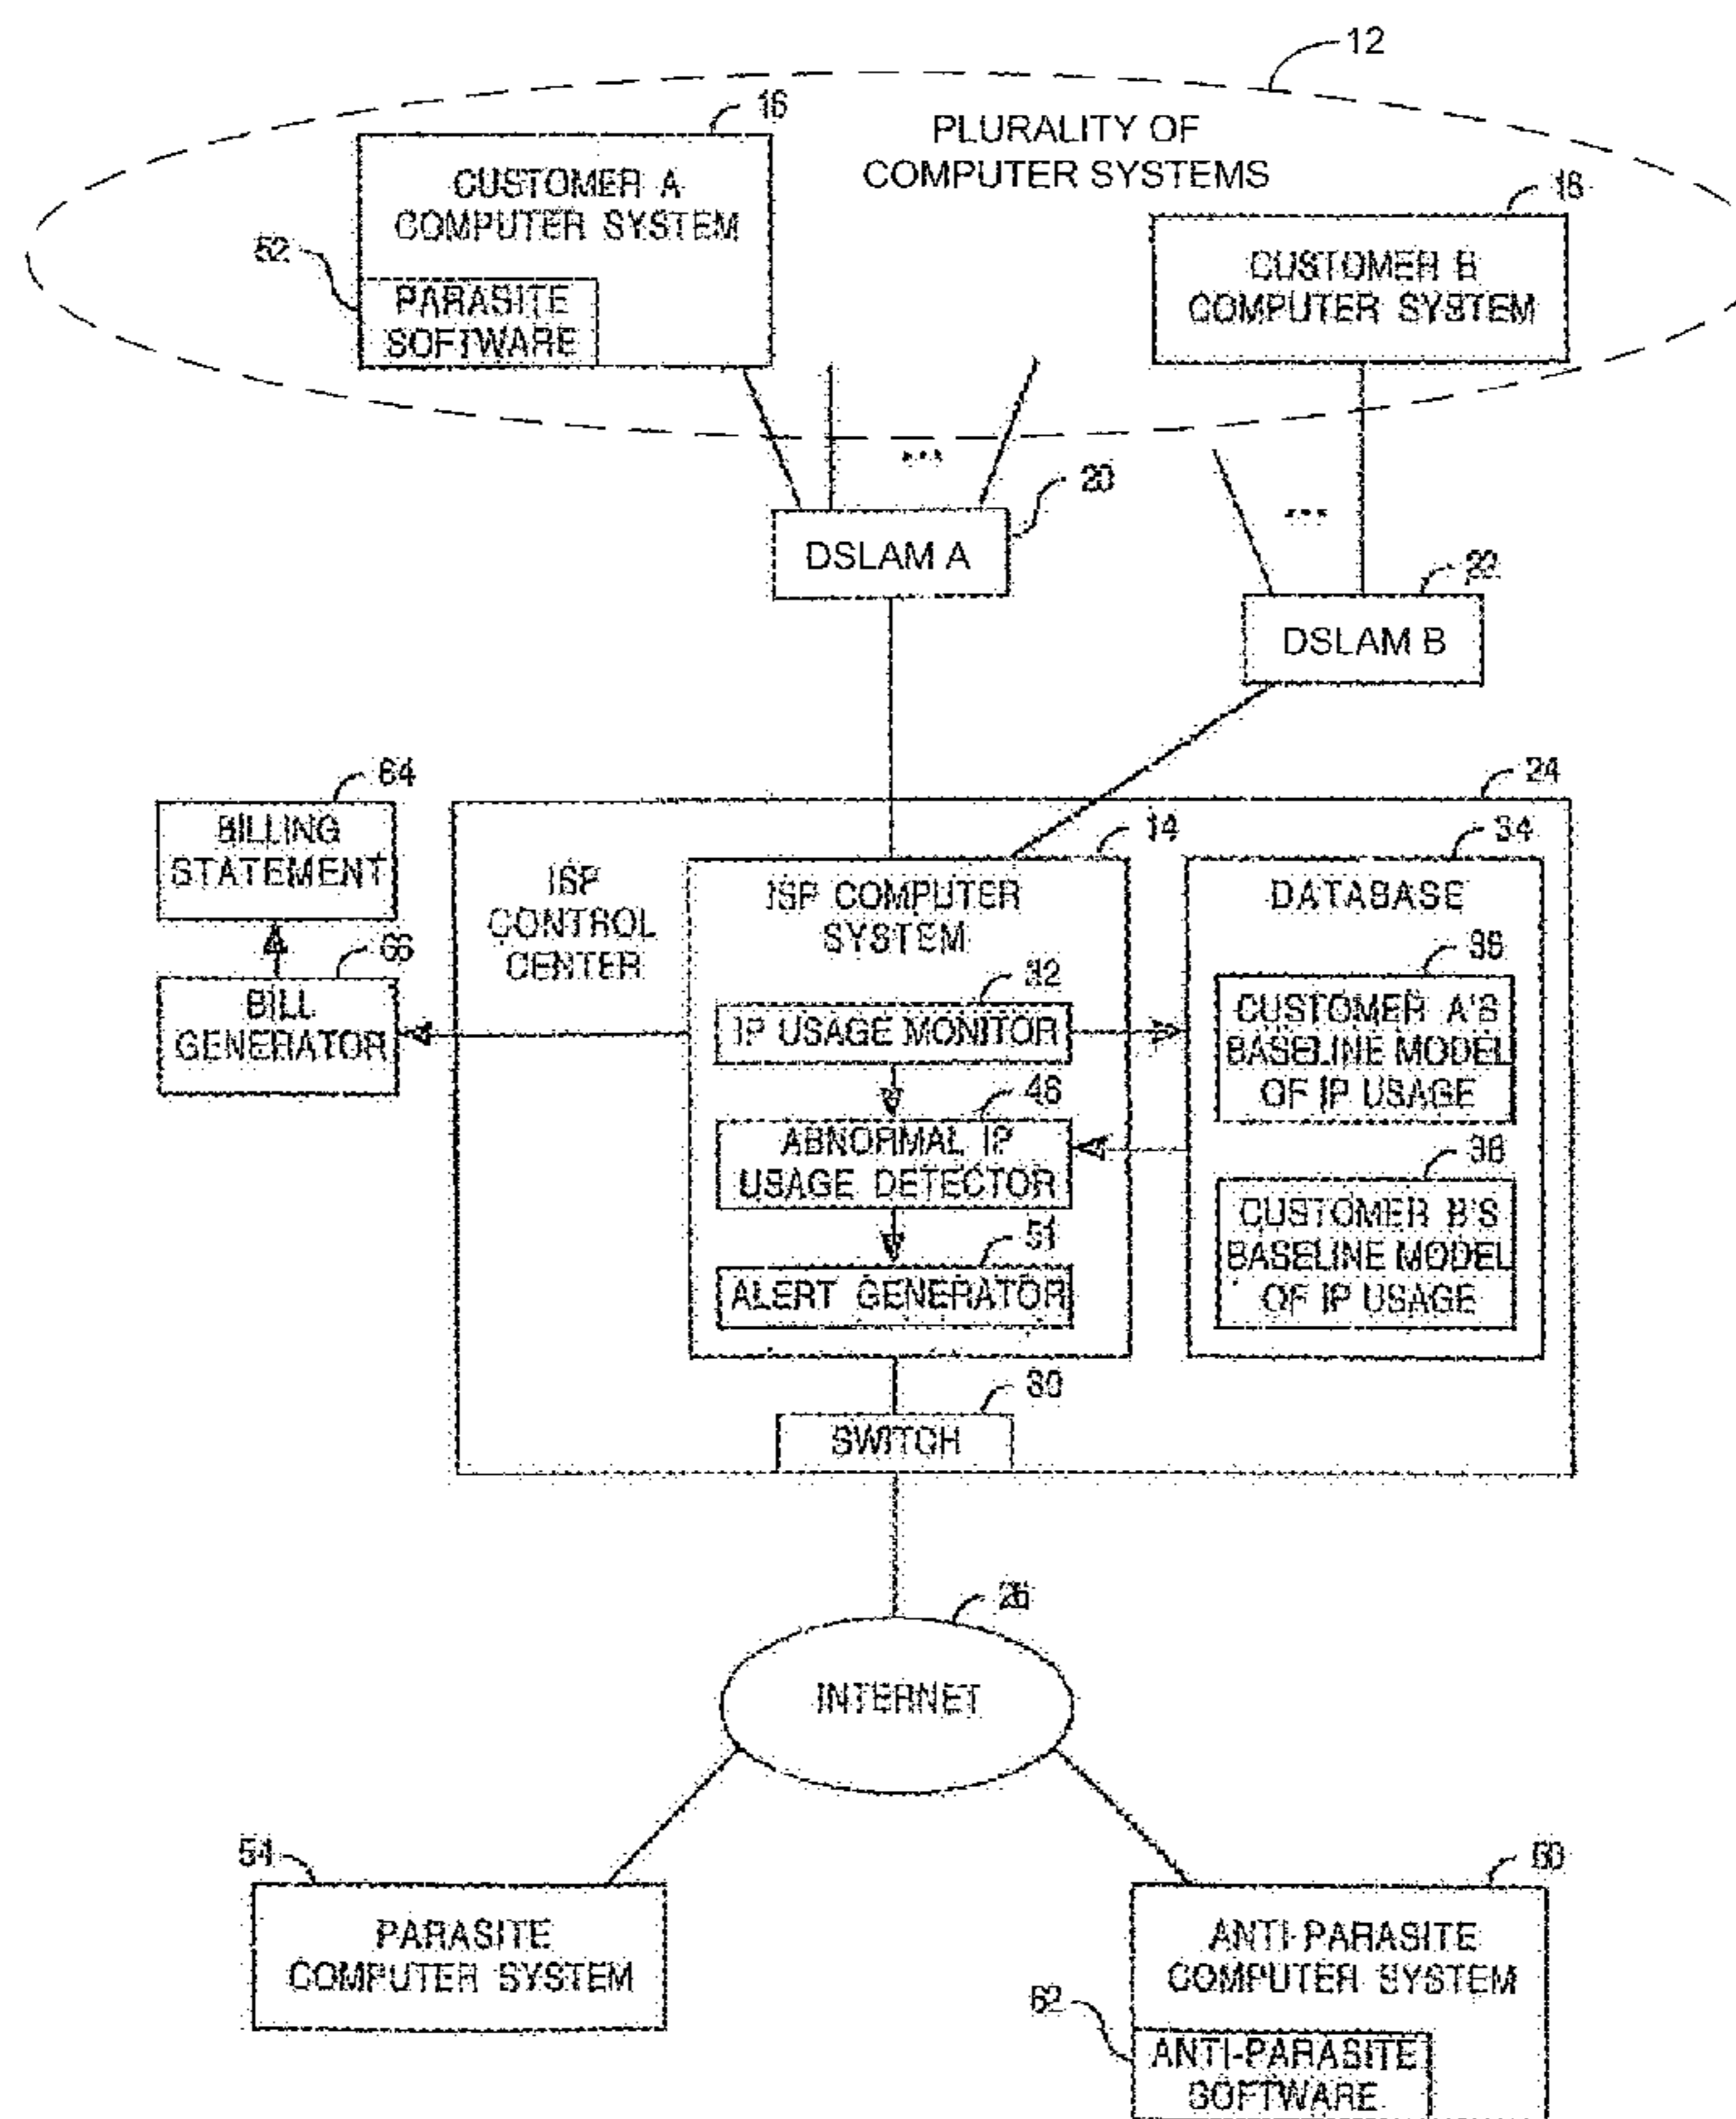 12
16
PLURALITY OF
COMPUTER SYSTEMS
CUSTOMER A
COMPUTER SYSTEM
18
CUSTOMER B
COMPUTER SYSTEM
52
PARASITE
SOFTWARE
...
20
DSLAM A
...
22
DSLAM B
64
BILLING
STATEMENT
66
BILL
GENERATOR
24
ISP
CONTROL
CENTER
14
ISP COMPUTER
SYSTEM
32
IP USAGE MONITOR
46
ABNORMAL IP
USAGE DETECTOR
51
ALERT GENERATOR
34
DATABASE
36
CUSTOMER A'S
BASELINE MODEL
OF IP USAGE
38
CUSTOMER B'S
BASELINE MODEL
OF IP USAGE
30
SWITCH
26
INTERNET
54
PARASITE
COMPUTER SYSTEM
60
ANTI-PARASITE
COMPUTER SYSTEM
62
ANTI-PARASITE
SOFTWARE